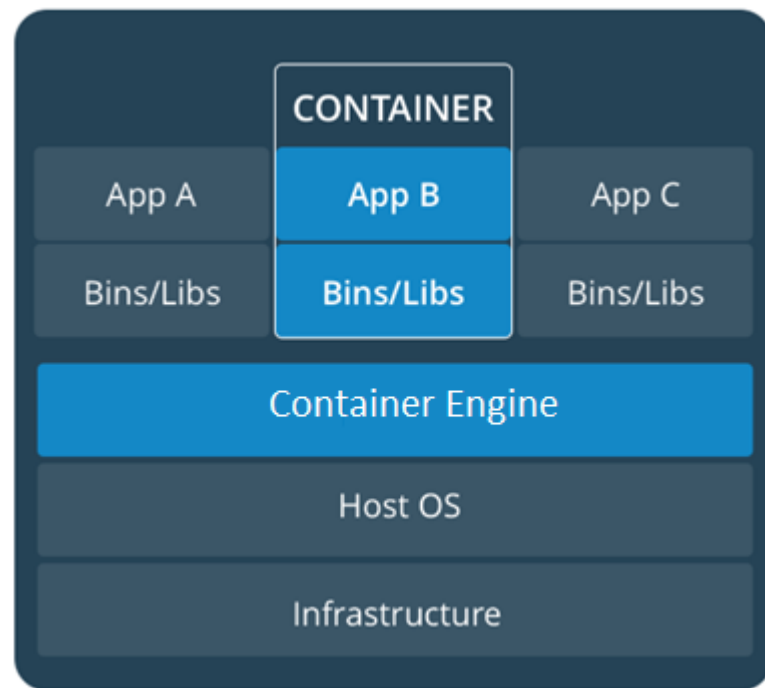 CONTAINER
App A
App B
App C
Bins/Libs
Bins/Libs
Bins/Libs
Container Engine
Host OS
Infrastructure